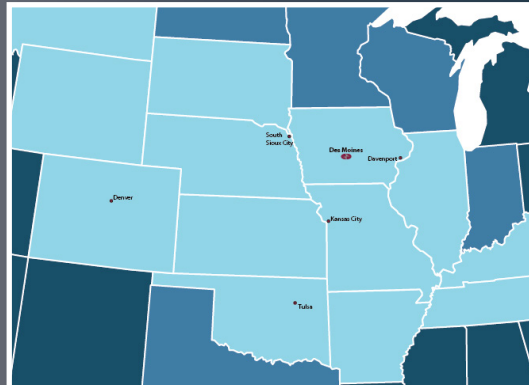 South
Sioux City
Des Moines
Davenport
Denver
Kansas City
Tulsa